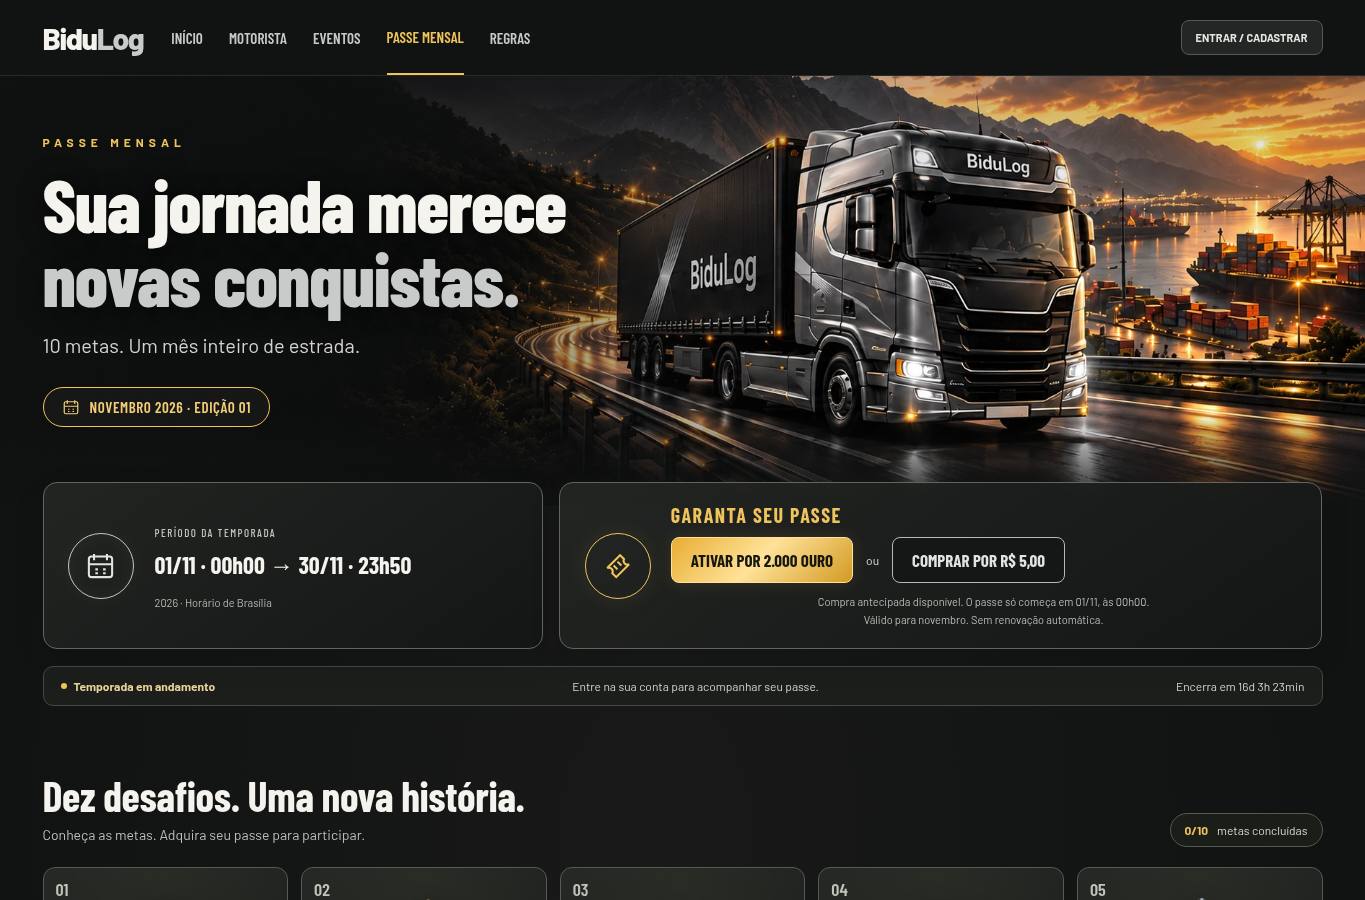 BiduLog
INÍCIO
MOTORISTA
EVENTOS
PASSE MENSAL
REGRAS
ENTRAR / CADASTRAR
PASSE MENSAL
Sua jornada merece
novas conquistas.
10 metas. Um mês inteiro de estrada.
NOVEMBRO 2026 · EDIÇÃO 01
BiduLog
BiduLog
PERÍODO DA TEMPORADA
01/11 · 00h00 → 30/11 · 23h50
2026 · Horário de Brasília
GARANTA SEU PASSE
ATIVAR POR 2.000 OURO
ou
COMPRAR POR R$ 5,00
Compra antecipada disponível. O passe só começa em 01/11, às 00h00.
Válido para novembro. Sem renovação automática.
Temporada em andamento
Entre na sua conta para acompanhar seu passe.
Encerra em 16d 3h 23min
Dez desafios. Uma nova história.
Conheça as metas. Adquira seu passe para participar.
0/10 metas concluídas
01
02
03
04
05